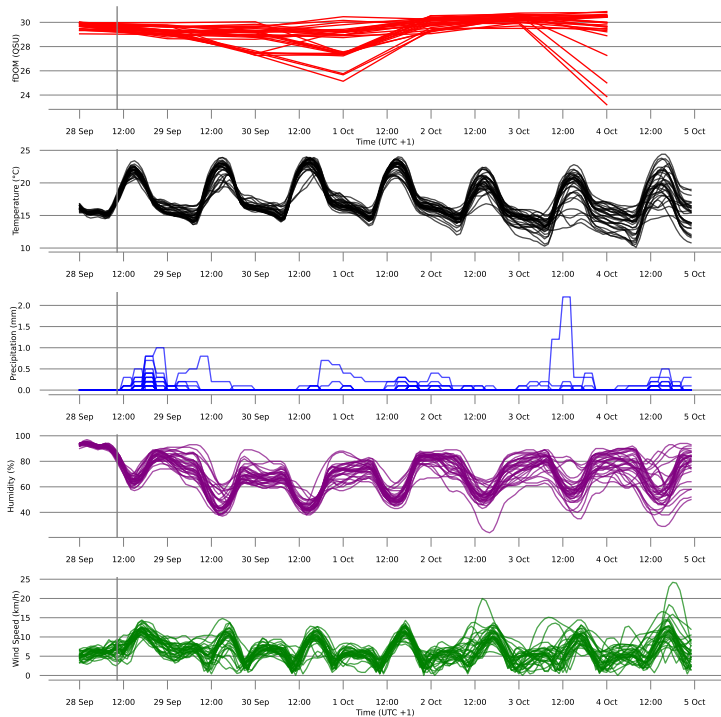 fDOM (QSU)
30
28
26
24
28 Sep 12:00 29 Sep 12:00 30 Sep 12:00 1 Oct 12:00 2 Oct 12:00 3 Oct 12:00 4 Oct 12:00 5 Oct
Time (UTC +1)
Temperature (°C)
25
20
15
10
28 Sep 12:00 29 Sep 12:00 30 Sep 12:00 1 Oct 12:00 2 Oct 12:00 3 Oct 12:00 4 Oct 12:00 5 Oct
Precipitation (mm)
2.0
1.5
1.0
0.5
0.0
28 Sep 12:00 29 Sep 12:00 30 Sep 12:00 1 Oct 12:00 2 Oct 12:00 3 Oct 12:00 4 Oct 12:00 5 Oct
Humidity (%)
100
80
60
40
28 Sep 12:00 29 Sep 12:00 30 Sep 12:00 1 Oct 12:00 2 Oct 12:00 3 Oct 12:00 4 Oct 12:00 5 Oct
Wind Speed (km/h)
25
20
15
10
5
0
28 Sep 12:00 29 Sep 12:00 30 Sep 12:00 1 Oct 12:00 2 Oct 12:00 3 Oct 12:00 4 Oct 12:00 5 Oct
Time (UTC +1)